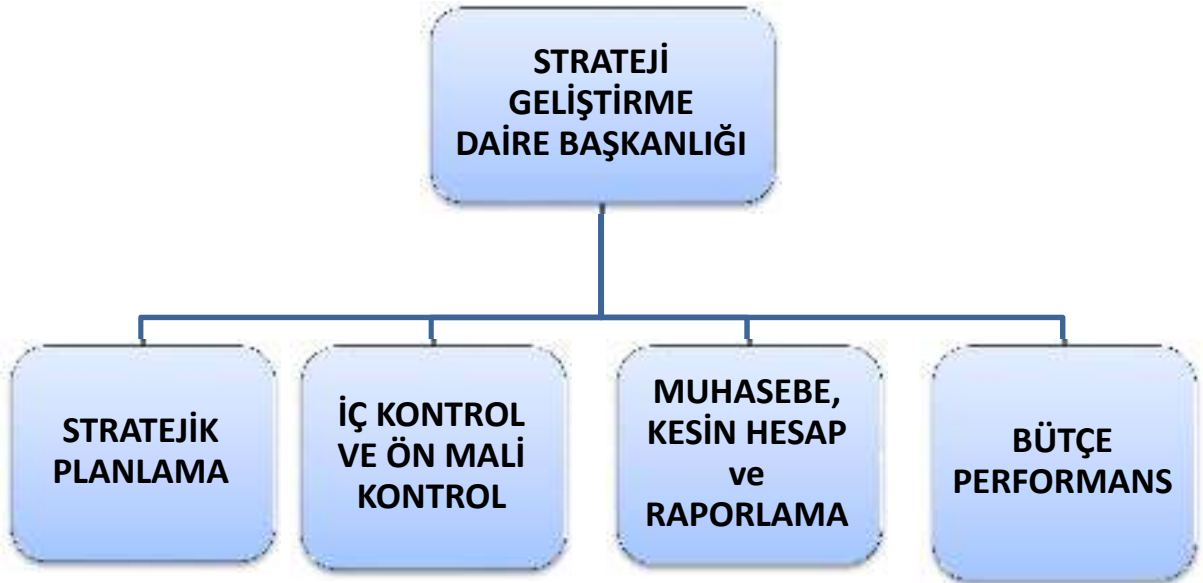 STRATEJİ
GELİŞTİRME
DAİRE BAŞKANLIĞI
STRATEJİK
PLANLAMA
İÇ KONTROL
VE ÖN MALİ
KONTROL
MUHASEBE,
KESİN HESAP
ve
RAPORLAMA
BÜTÇE
PERFORMANS